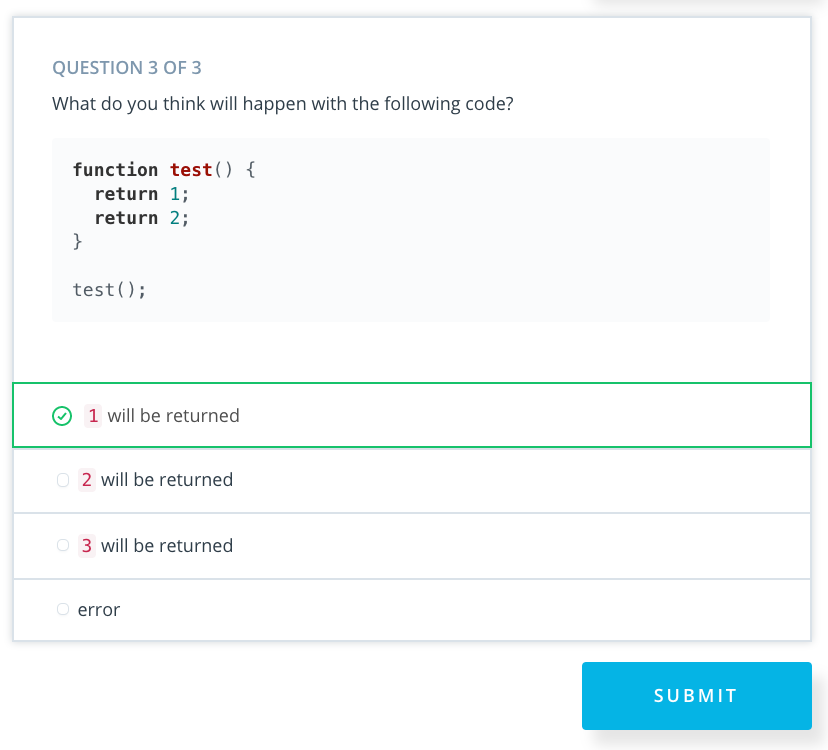 QUESTION 3 OF 3
What do you think will happen with the following code?
function test() {
  return 1;
  return 2;
}
test();
1 will be returned
2 will be returned
3 will be returned
error
SUBMIT